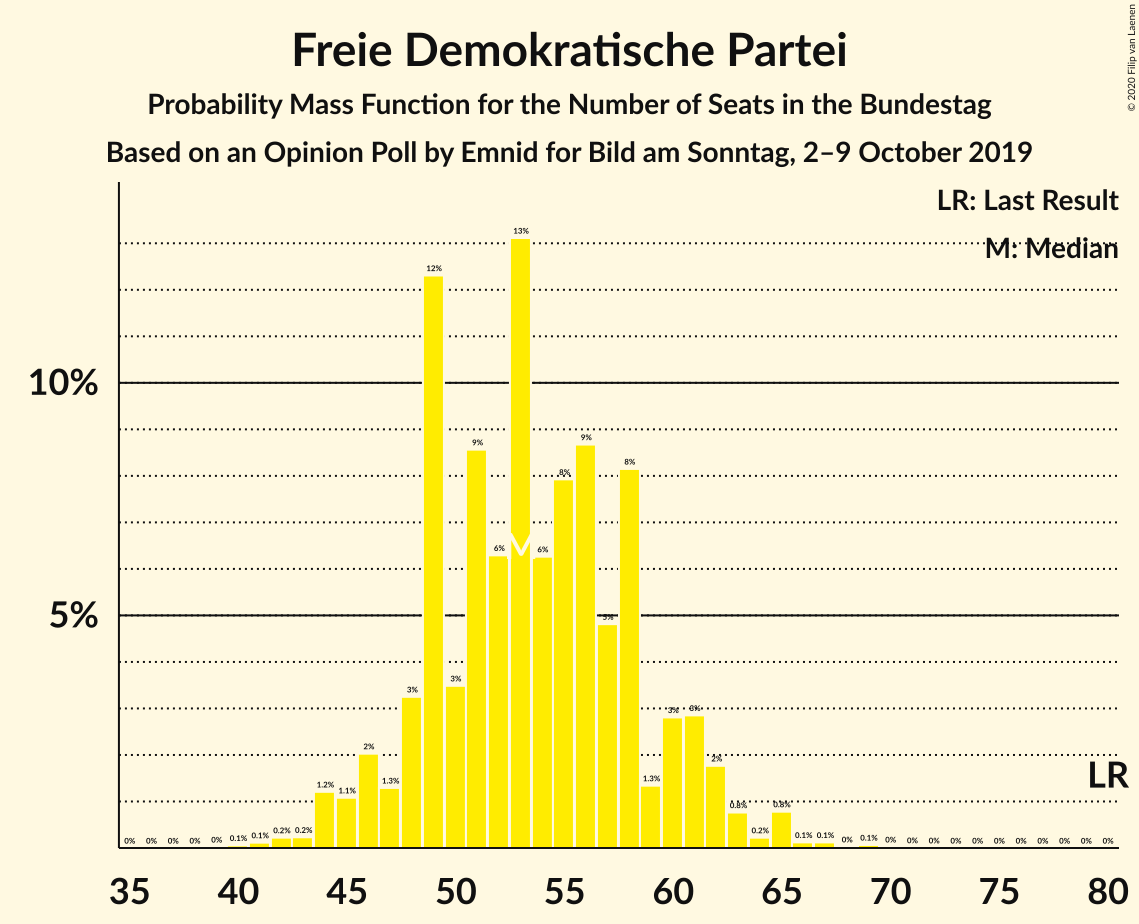 Freie Demokratische Partei
Probability Mass Function for the Number of Seats in the Bundestag
Based on an Opinion Poll by Emnid for Bild am Sonntag, 2–9 October 2019
© 2020 Filip van Laenen
LR: Last Result
M: Median
10%
5%
0% 0% 0% 0% 0% 0.1% 0.1% 0.2% 0.2% 1.2% 1.1% 2% 1.3% 3% 12% 3% 9% 6% 13% 6% 8% 9% 5% 8% 1.3% 3% 3% 2% 0.8% 0.2% 0.8% 0.1% 0.1% 0% 0.1% 0% 0% 0% 0% 0% 0% 0% 0% 0% 0% 0%
M
LR
35 40 45 50 55 60 65 70 75 80